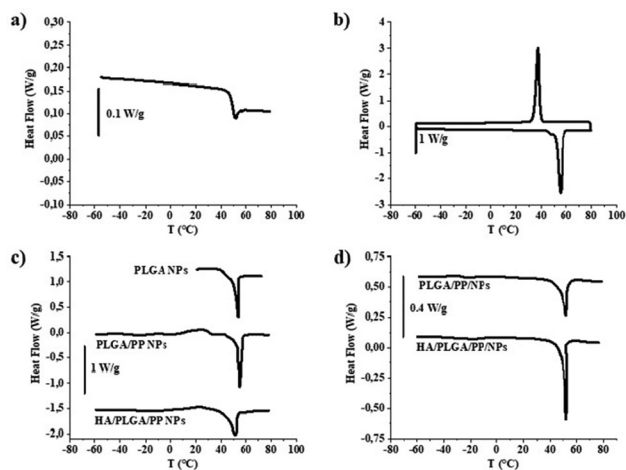 a)
0,30
0,25
0,20
0,15
0,10
0,05
0,00
-0,05
-0,10
Heat Flow (W/g)
0.1 W/g
-80 -60 -40 -20 0 20 40 60 80 100
T (°C)
b)
4
3
2
1
0
-1
-2
-3
Heat Flow (W/g)
1 W/g
-80 -60 -40 -20 0 20 40 60 80 100
T (°C)
c)
1,5
1,0
0,5
0,0
-0,5
-1,0
-1,5
-2,0
Heat Flow (W/g)
PLGA NPs
PLGA/PP NPs
1 W/g
HA/PLGA/PP NPs
-80 -60 -40 -20 0 20 40 60 80 100
T (°C)
d)
0,75
0,50
0,25
0,00
-0,25
-0,50
-0,75
Heat Flow (W/g)
PLGA/PP/NPs
0.4 W/g
HA/PLGA/PP/NPs
-80 -60 -40 -20 0 20 40 60 80 100
T (°C)